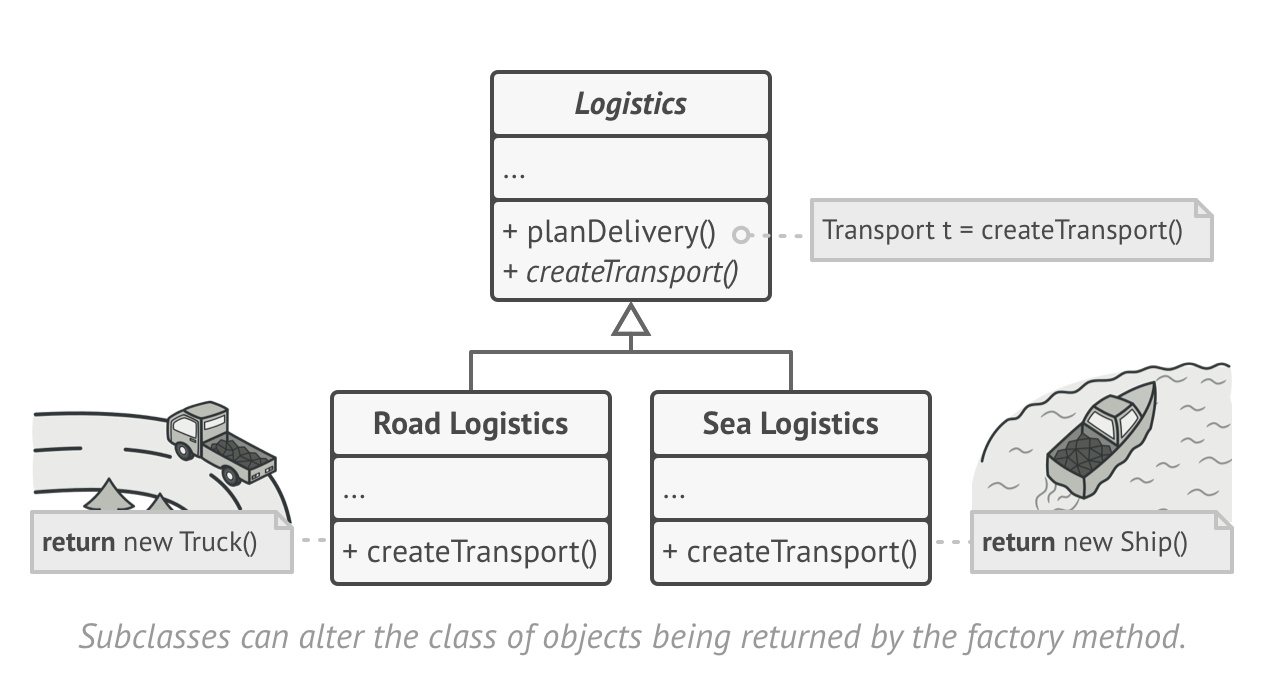 Logistics
...
+ planDelivery()
Transport t = createTransport()
+ createTransport()
Road Logistics
...
+ createTransport()
return new Truck()
Sea Logistics
...
+ createTransport()
return new Ship()
Subclasses can alter the class of objects being returned by the factory method.